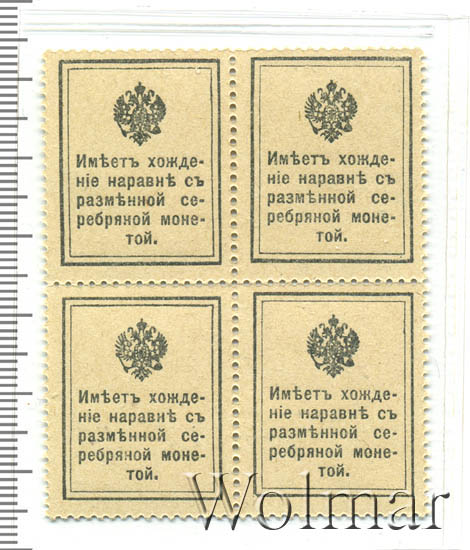 Имѣетъ хожде-
ніе наравнѣ съ
размѣнной се-
ребряной моне-
той.
Имѣетъ хожде-
ніе наравнѣ съ
размѣнной се-
ребряной моне-
той.
Имѣетъ хожде-
ніе наравнѣ съ
размѣнной се-
ребряной моне-
той.
Имѣетъ хожде-
ніе наравнѣ съ
размѣнной се-
ребряной моне-
той.
Wolmar